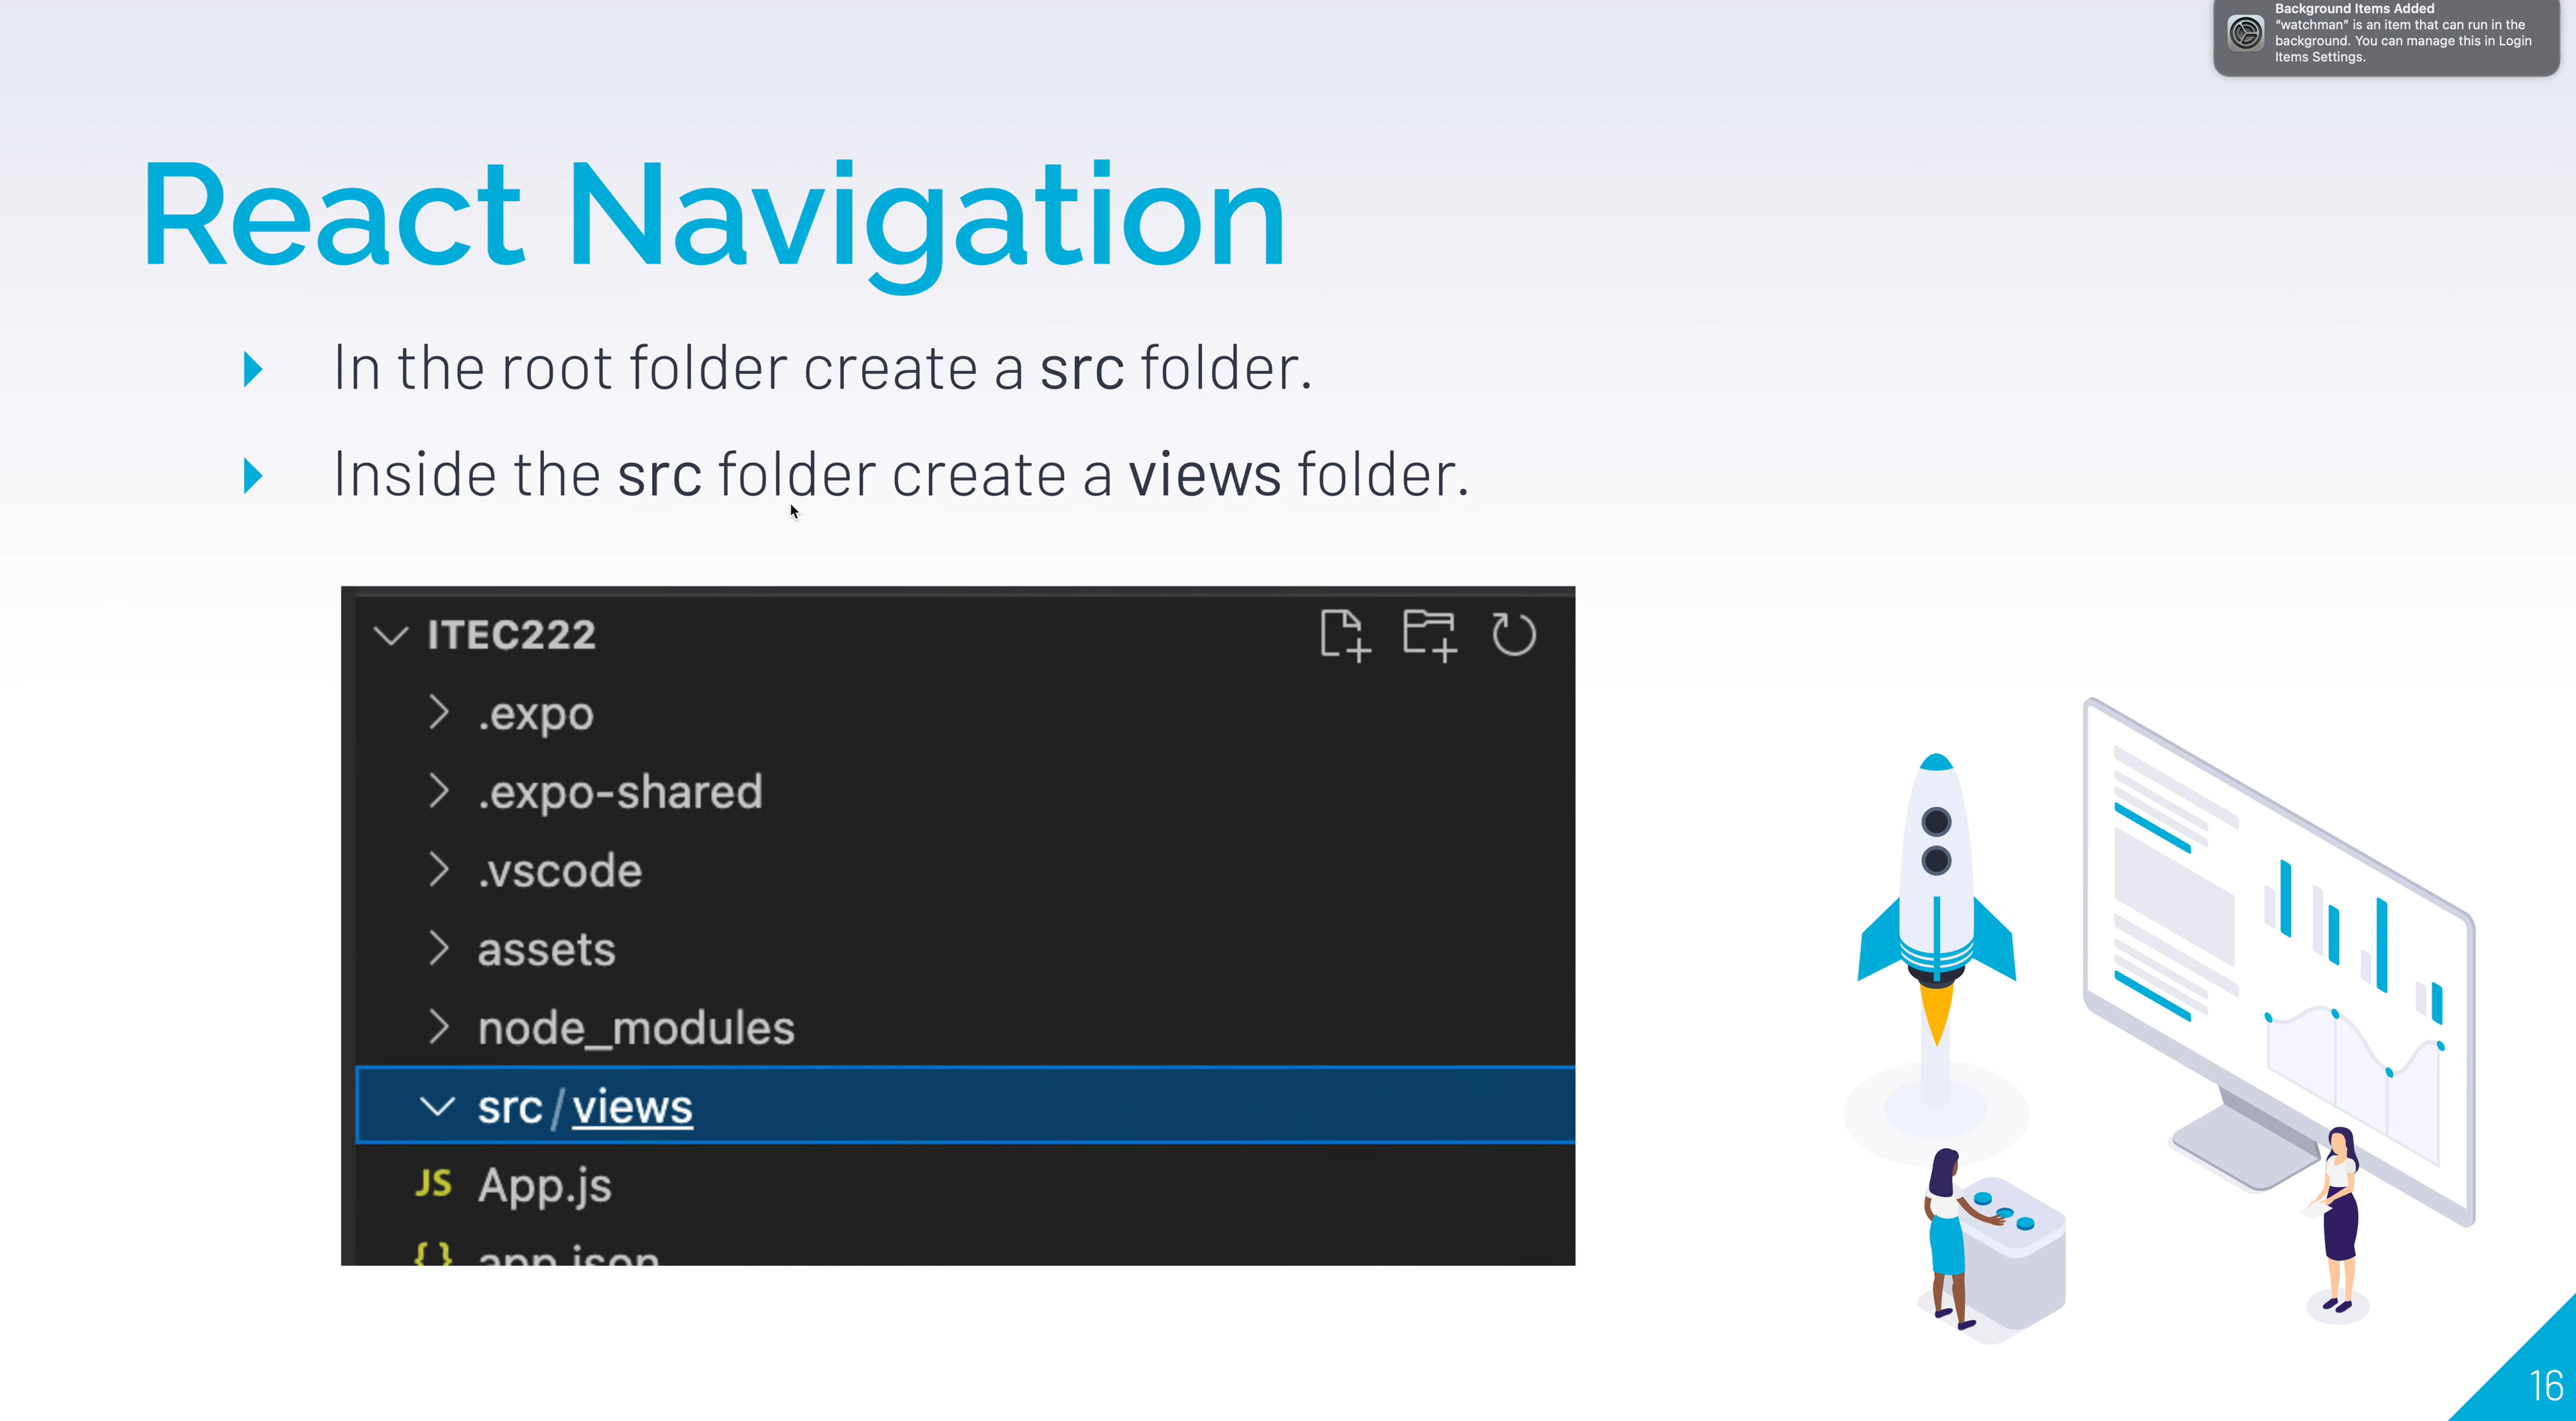 Background Items Added
“watchman” is an item that can run in the
background. You can manage this in Login
Items Settings.
React Navigation
In the root folder create a src folder.
Inside the src folder create a views folder.
ITEC222
.expo
.expo-shared
.vscode
assets
node_modules
src / views
JS App.js
{} app.json
16